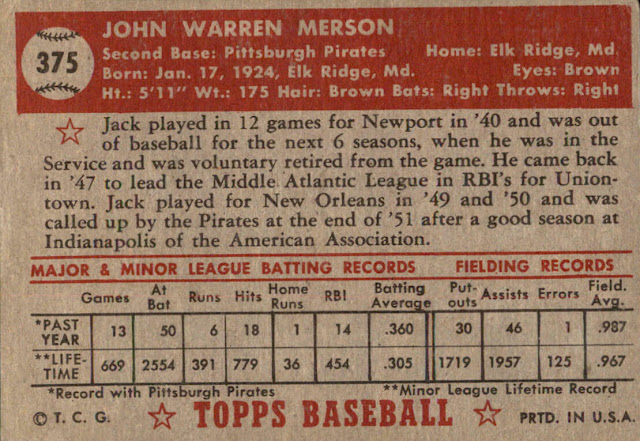 375
JOHN WARREN MERSON
Second Base: Pittsburgh Pirates Home: Elk Ridge, Md.
Born: Jan. 17, 1924, Elk Ridge, Md. Eyes: Brown
Ht.: 5'11" Wt.: 175 Hair: Brown Bats: Right Throws: Right
Jack played in 12 games for Newport in '40 and was out
of baseball for the next 6 seasons, when he was in the
Service and was voluntary retired from the game. He came back
in '47 to lead the Middle Atlantic League in RBI's for Union-
town. Jack played for New Orleans in '49 and '50 and was
called up by the Pirates at the end of '51 after a good season at
Indianapolis of the American Association.
MAJOR & MINOR LEAGUE BATTING RECORDS FIELDING RECORDS
Games At Bat Runs Hits Home Runs RBI Batting Average Put-outs Assists Errors Field. Avg.
*PAST YEAR 13 50 6 18 1 14 .360 30 46 1 .987
**LIFE-TIME 669 2554 391 779 36 454 .305 1719 1957 125 .967
*Record with Pittsburgh Pirates **Minor League Lifetime Record
© T. C. G. TOPPS BASEBALL PRTD. IN U.S.A.